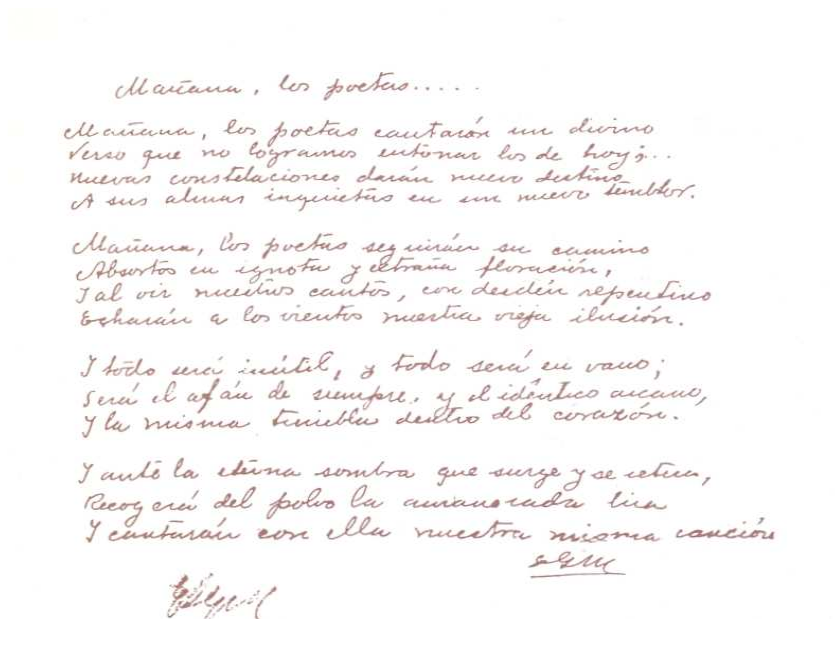 Mañana, los poetas.....
Mañana, los poetas cantarán un divino
Verso que no logramos entonar los de hoy;...
Nuevas constelaciones darán nuevo destino
A sus almas inquietas en un nuevo temblor.
Mañana, los poetas seguirán su camino
Absortos en ignota y extraña floración,
I al oir nuestros cantos, con desdén repentino
Echarán a los vientos nuestra vieja ilusión.
I todo será inútil, y todo será en vano;
Será el afán de siempre. y el idéntico arcano,
I la misma tiniebla dentro del corazón.
I ante la eterna sombra que surge y se retira,
Recogerá del polvo la lira
I cantarán con ella nuestra misma canción
EGM